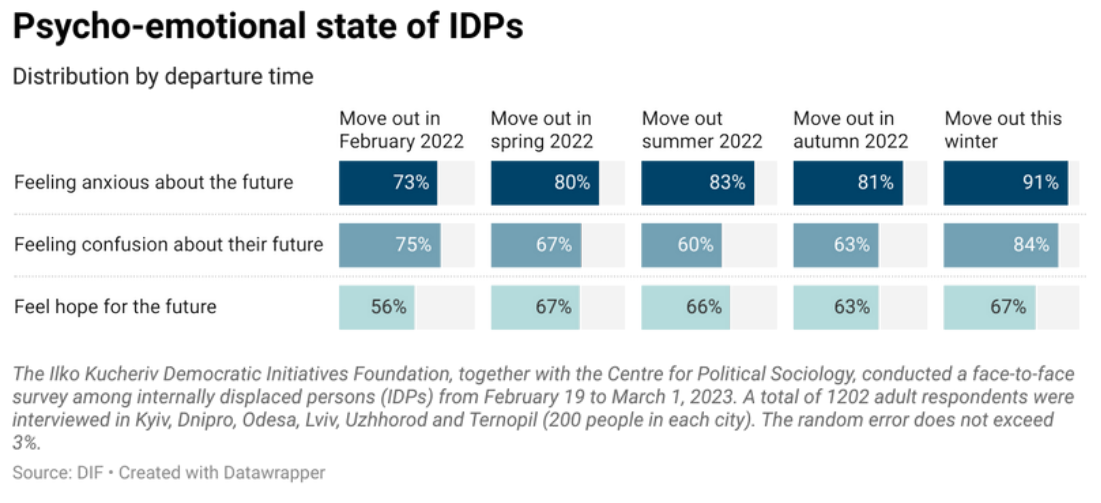 Psycho-emotional state of IDPs
Distribution by departure time
Move out in February 2022
Move out in spring 2022
Move out summer 2022
Move out in autumn 2022
Move out this winter
Feeling anxious about the future 73% 80% 83% 81% 91%
Feeling confusion about their future 75% 67% 60% 63% 84%
Feel hope for the future 56% 67% 66% 63% 67%
The Ilko Kucheriv Democratic Initiatives Foundation, together with the Centre for Political Sociology, conducted a face-to-face
survey among internally displaced persons (IDPs) from February 19 to March 1, 2023. A total of 1202 adult respondents were
interviewed in Kyiv, Dnipro, Odesa, Lviv, Uzhhorod and Ternopil (200 people in each city). The random error does not exceed
3%.
Source: DIF • Created with Datawrapper